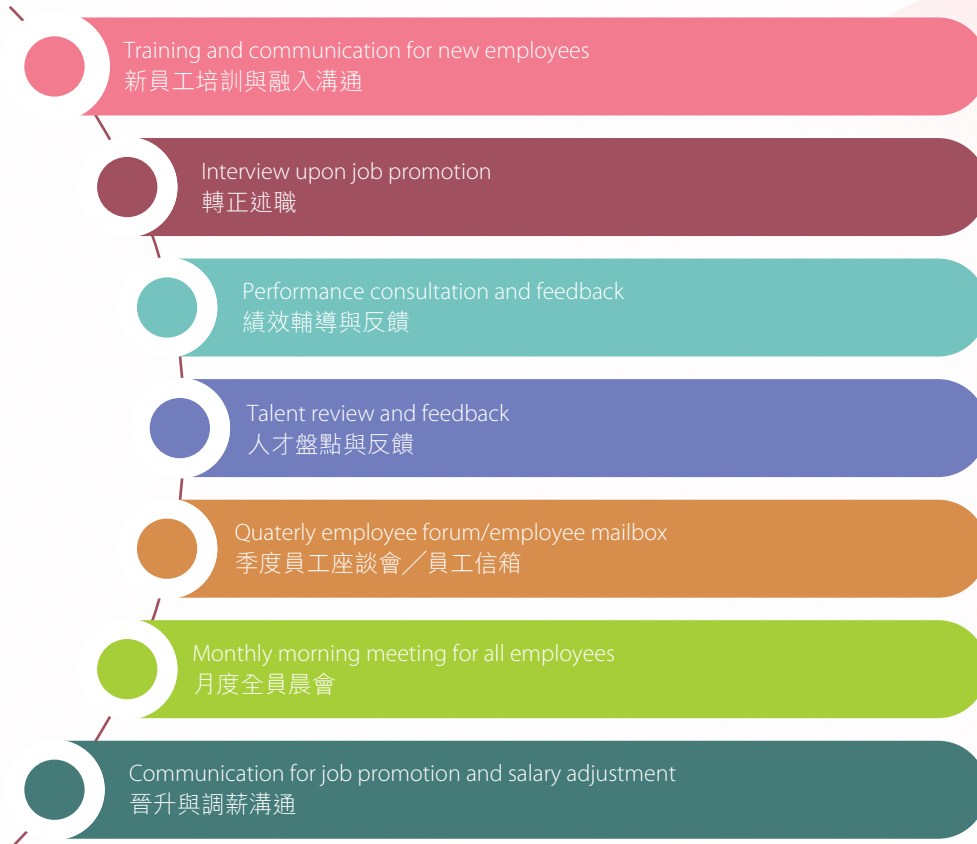 Training and communication for new employees
新員工培訓與融入溝通
Interview upon job promotion
轉正述職
Performance consultation and feedback
績效輔導與反饋
Talent review and feedback
人才盤點與反饋
Quaterly employee forum/employee mailbox
季度員工座談會／員工信箱
Monthly morning meeting for all employees
月度全員晨會
Communication for job promotion and salary adjustment
晉升與調薪溝通